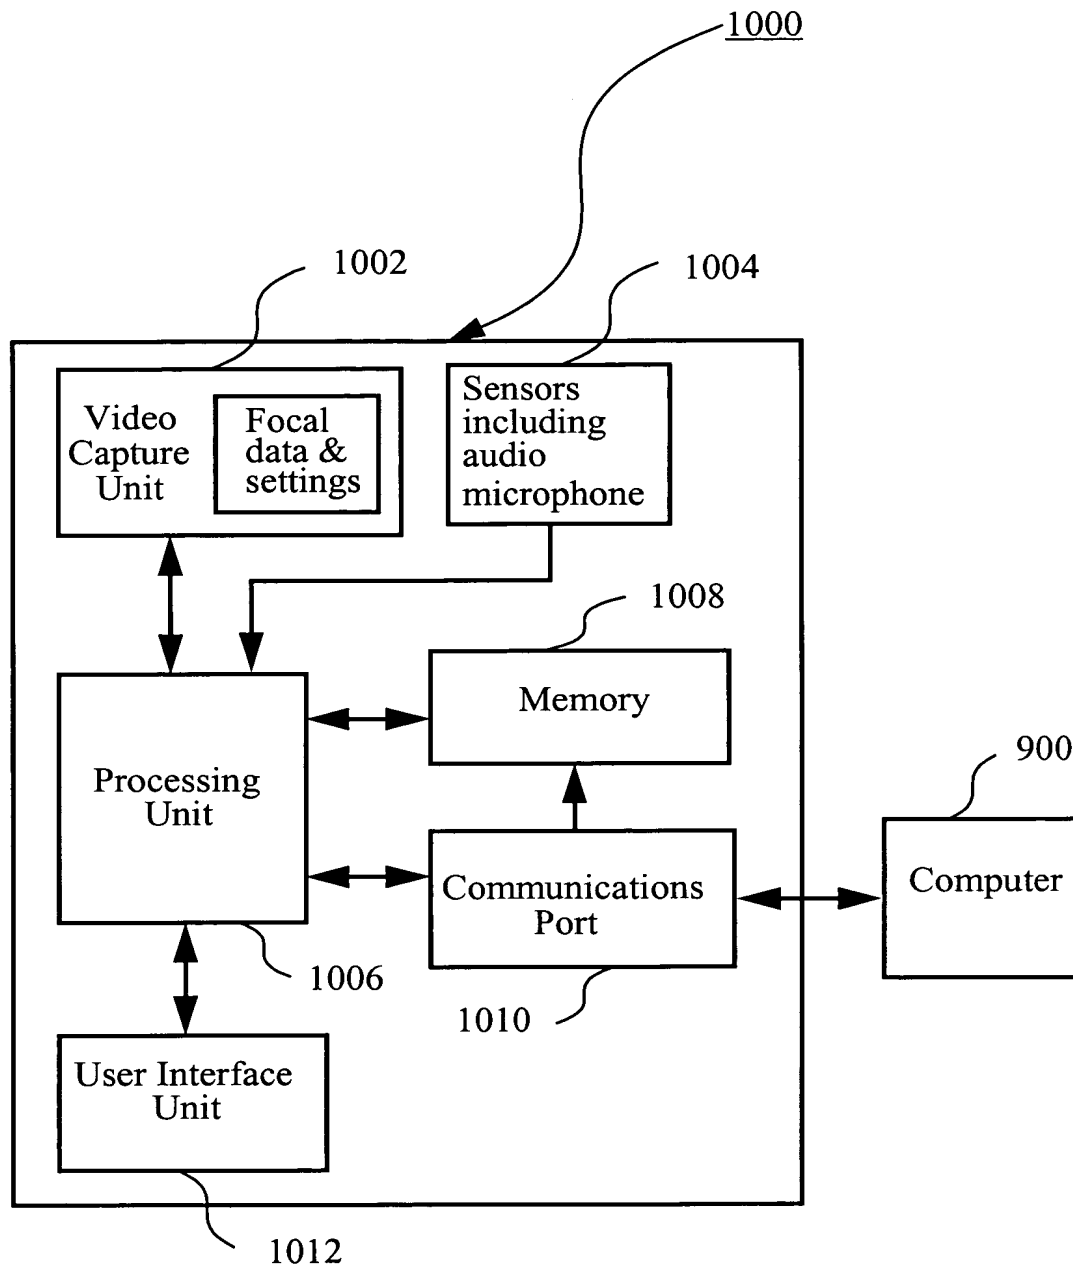 1000
1002
1004
Video
Capture
Unit
Focal
data &
settings
Sensors
including
audio
microphone
1008
Memory
900
Processing
Unit
Communications
Port
Computer
1006
1010
User Interface
Unit
1012